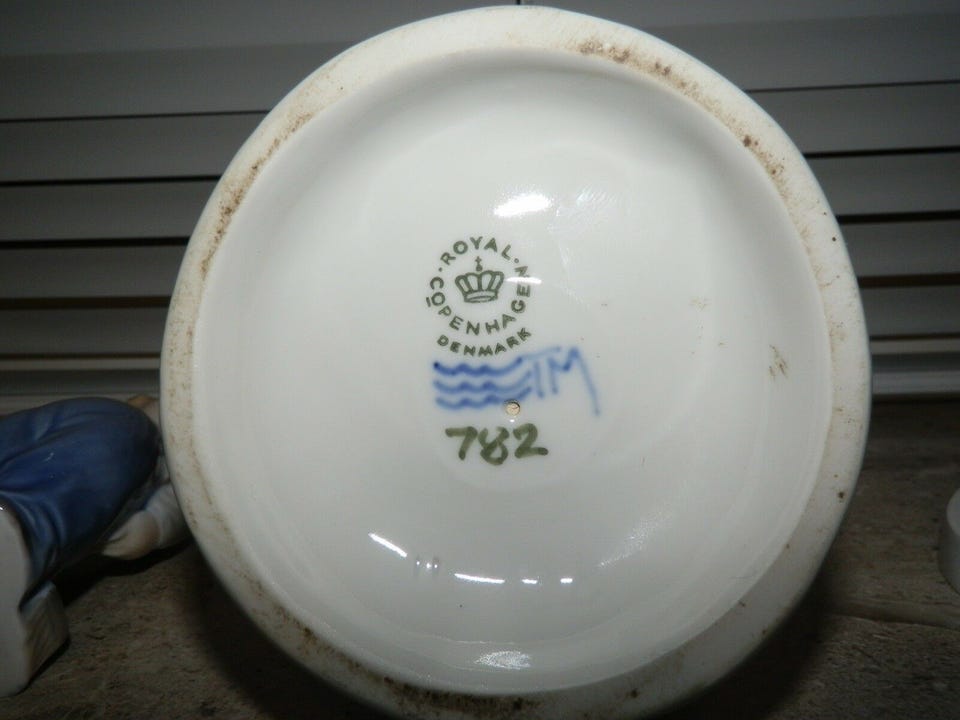 ROYAL COPENHAGEN
DENMARK
TM
782